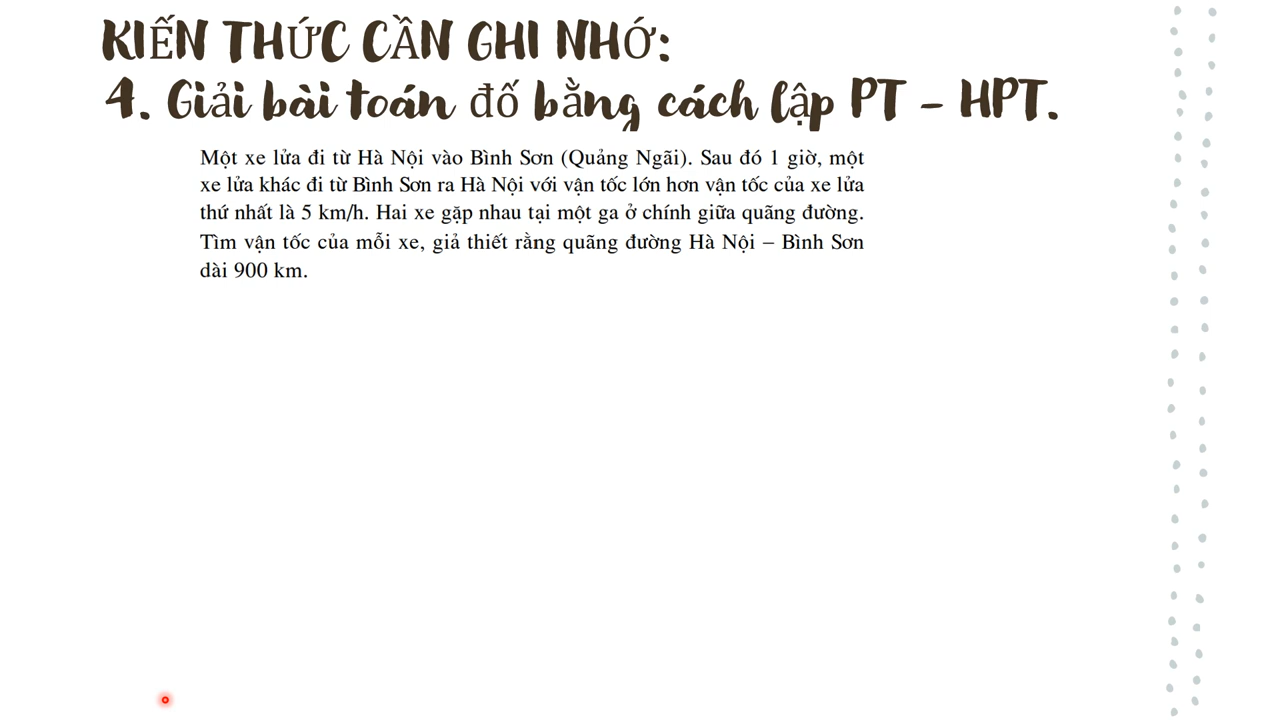 KIẾN THỨC CẦN GHI NHỚ:
4. Giải bài toán đố bằng cách lập PT - HPT.
Một xe lửa đi từ Hà Nội vào Bình Sơn (Quảng Ngãi). Sau đó 1 giờ, một
xe lửa khác đi từ Bình Sơn ra Hà Nội với vận tốc lớn hơn vận tốc của xe lửa
thứ nhất là 5 km/h. Hai xe gặp nhau tại một ga ở chính giữa quãng đường.
Tìm vận tốc của mỗi xe, giả thiết rằng quãng đường Hà Nội – Bình Sơn
dài 900 km.